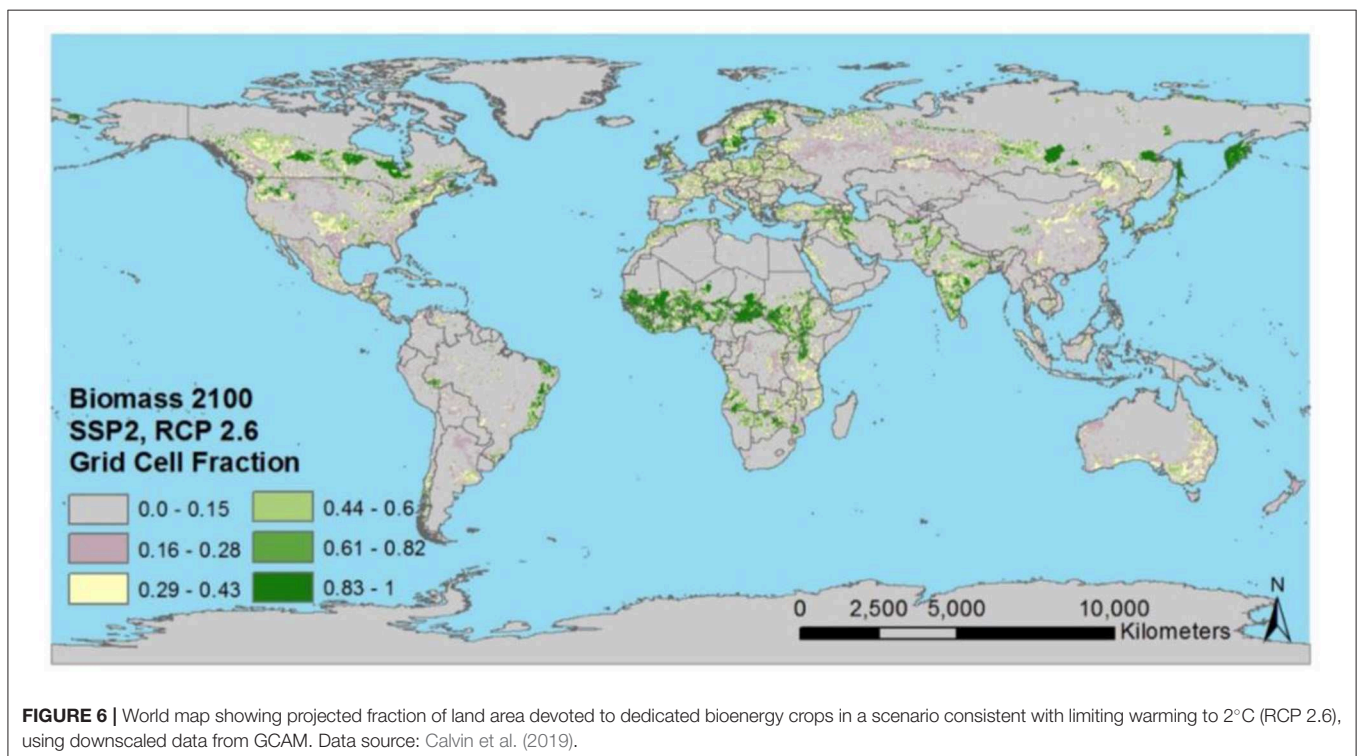 Biomass 2100
SSP2, RCP 2.6
Grid Cell Fraction
0.0 - 0.15
0.16 - 0.28
0.29 - 0.43
0.44 - 0.6
0.61 - 0.82
0.83 - 1
N
0 2,500 5,000 10,000
Kilometers
FIGURE 6 | World map showing projected fraction of land area devoted to dedicated bioenergy crops in a scenario consistent with limiting warming to 2°C (RCP 2.6),
using downscaled data from GCAM. Data source: Calvin et al. (2019).